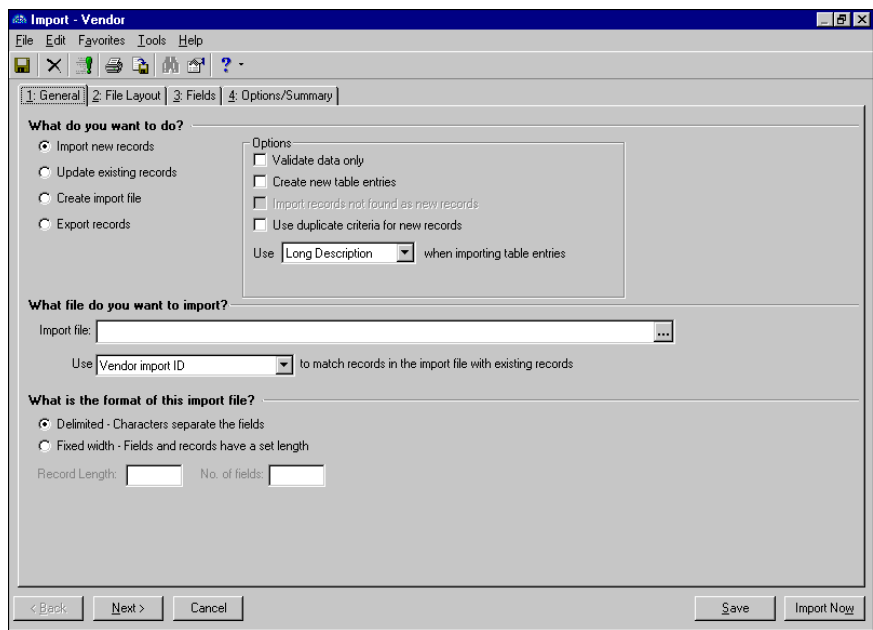 Import - Vendor
File Edit Favorites Tools Help
1: General 2: File Layout 3: Fields 4: Options/Summary
What do you want to do?
Import new records
Update existing records
Create import file
Export records
Options
Validate data only
Create new table entries
Import records not found as new records
Use duplicate criteria for new records
Use Long Description when importing table entries
What file do you want to import?
Import file: ...
Use Vendor import ID to match records in the import file with existing records
What is the format of this import file?
Delimited - Characters separate the fields
Fixed width - Fields and records have a set length
Record Length: No. of fields:
< Back Next > Cancel Save Import Now